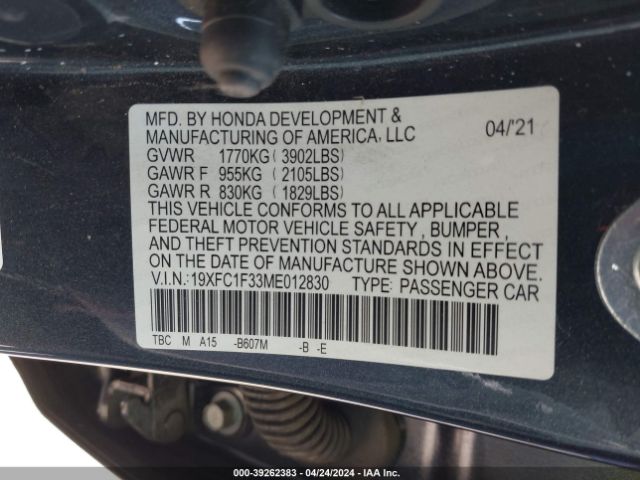 MFD. BY HONDA DEVELOPMENT &
MANUFACTURING OF AMERICA, LLC 04/'21
GVWR 1770KG ( 3902LBS)
GAWR F 955KG ( 2105LBS)
GAWR R 830KG ( 1829LBS)
THIS VEHICLE CONFORMS TO ALL APPLICABLE
FEDERAL MOTOR VEHICLE SAFETY , BUMPER ,
AND THEFT PREVENTION STANDARDS IN EFFECT
ON THE DATE OF MANUFACTURE SHOWN ABOVE.
V.I.N.: 19XFC1F33ME012830 TYPE: PASSENGER CAR
TBC M A15 -B607M -B -E
000-39262383 - 04/24/2024 - IAA Inc.